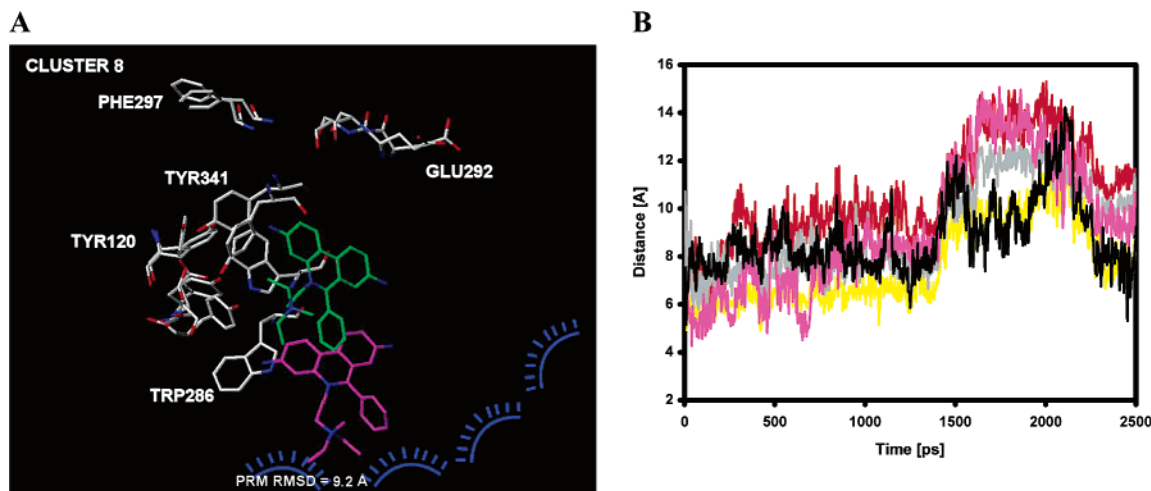 A
CLUSTER 8
PHE297
GLU292
TYR341
TYR120
TRP286
PRM RMSD = 9.2 A
B
16
14
12
10
8
6
4
2
Distance [A]
0
500
1000
1500
2000
2500
Time [ps]